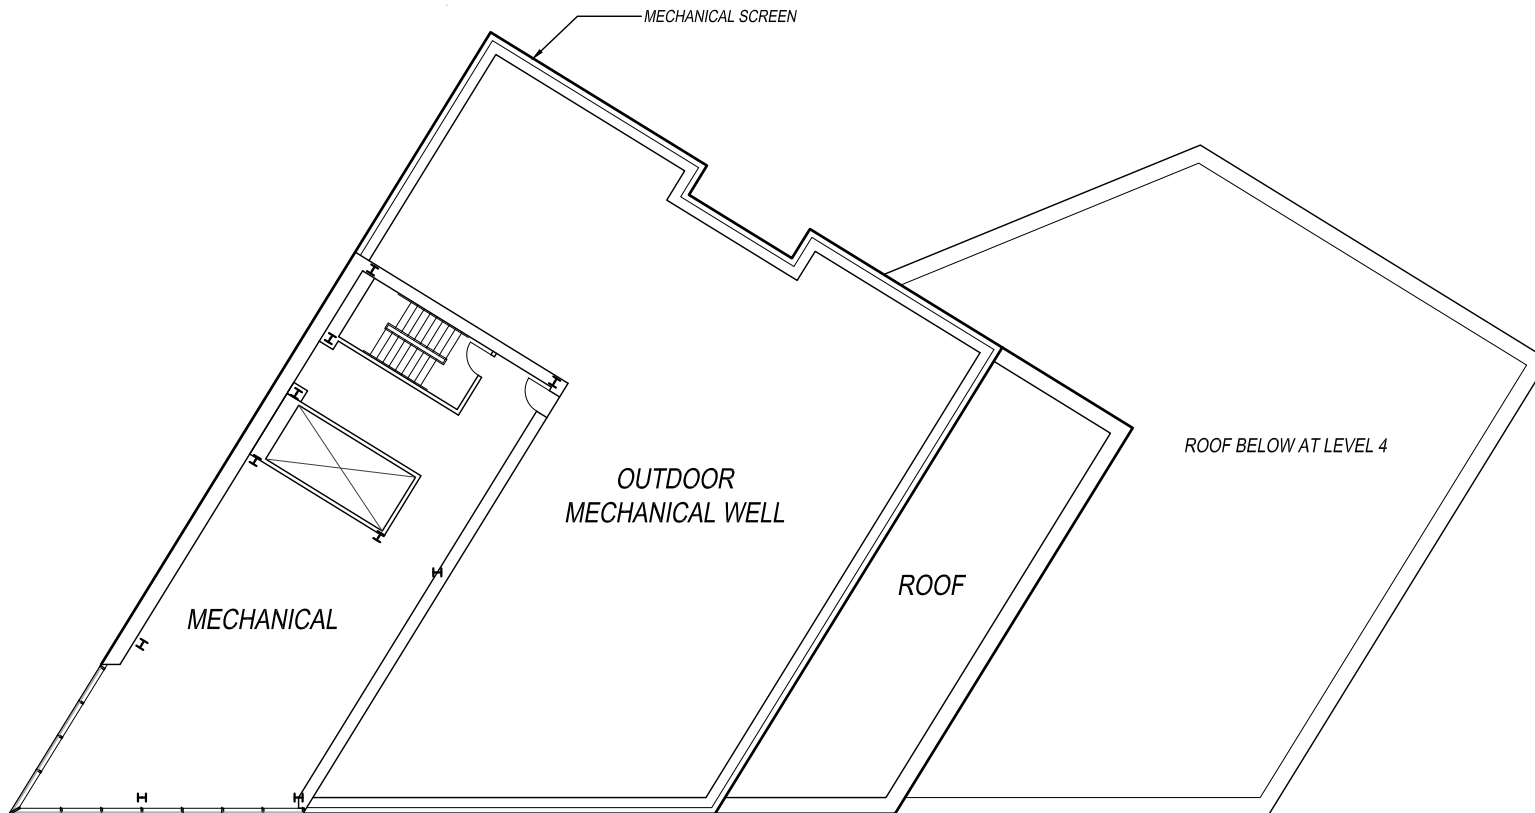 MECHANICAL SCREEN
ROOF BELOW AT LEVEL 4
OUTDOOR
MECHANICAL WELL
ROOF
MECHANICAL